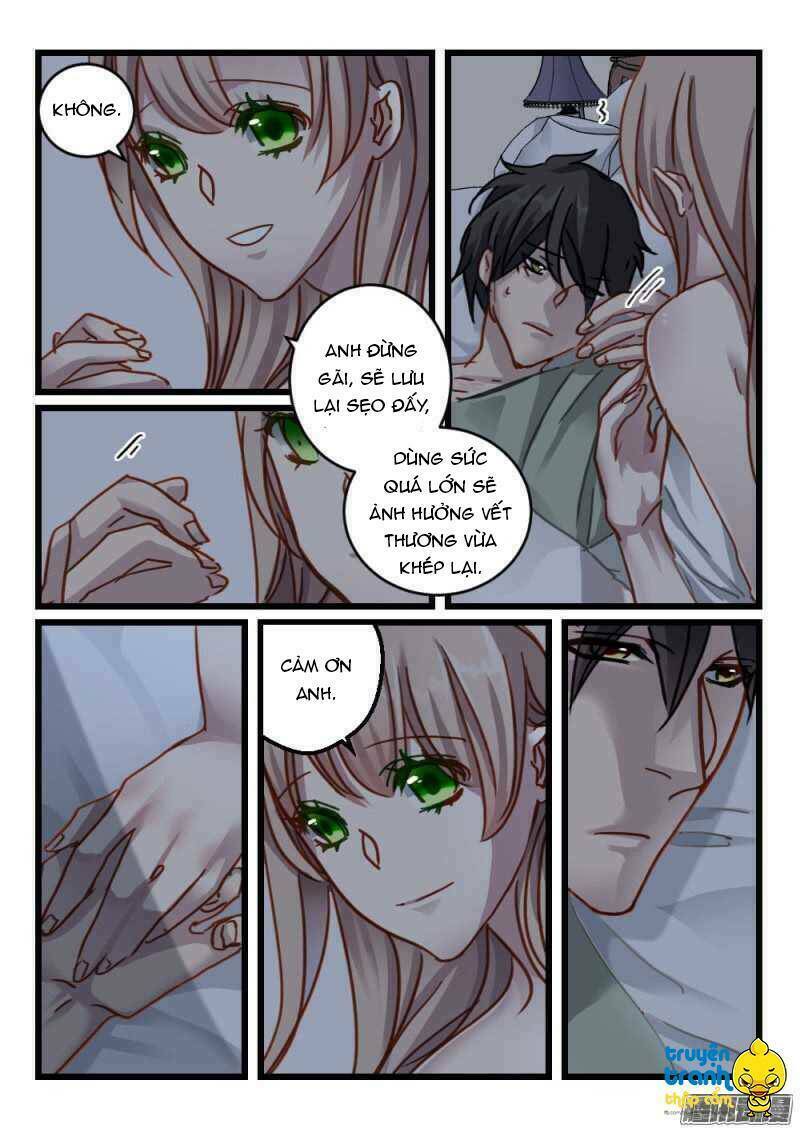 KHÔNG.
ANH ĐỪNG
GÃI, SẼ LƯU
LẠI SẸO ĐẤY,
DÙNG SỨC
QUÁ LỚN SẼ
ẢNH HƯỞNG VẾT
THƯƠNG VỪA
KHÉP LẠI.
CẢM ƠN
ANH.
truyện
tranh
thập cẩm